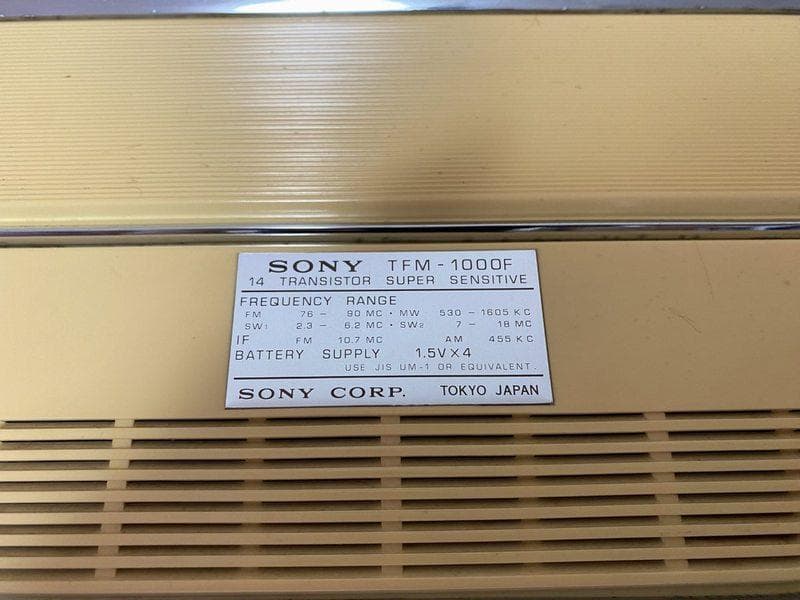 SONY TFM-1000F
14 TRANSISTOR SUPER SENSITIVE
FREQUENCY RANGE
FM 76 - 90 MC • MW 530 - 1605 KC
SW1 2.3 - 6.2 MC • SW2 7 - 18 MC
IF FM 10.7 MC AM 455 KC
BATTERY SUPPLY 1.5V×4
USE JIS UM-1 OR EQUIVALENT.
SONY CORP. TOKYO JAPAN